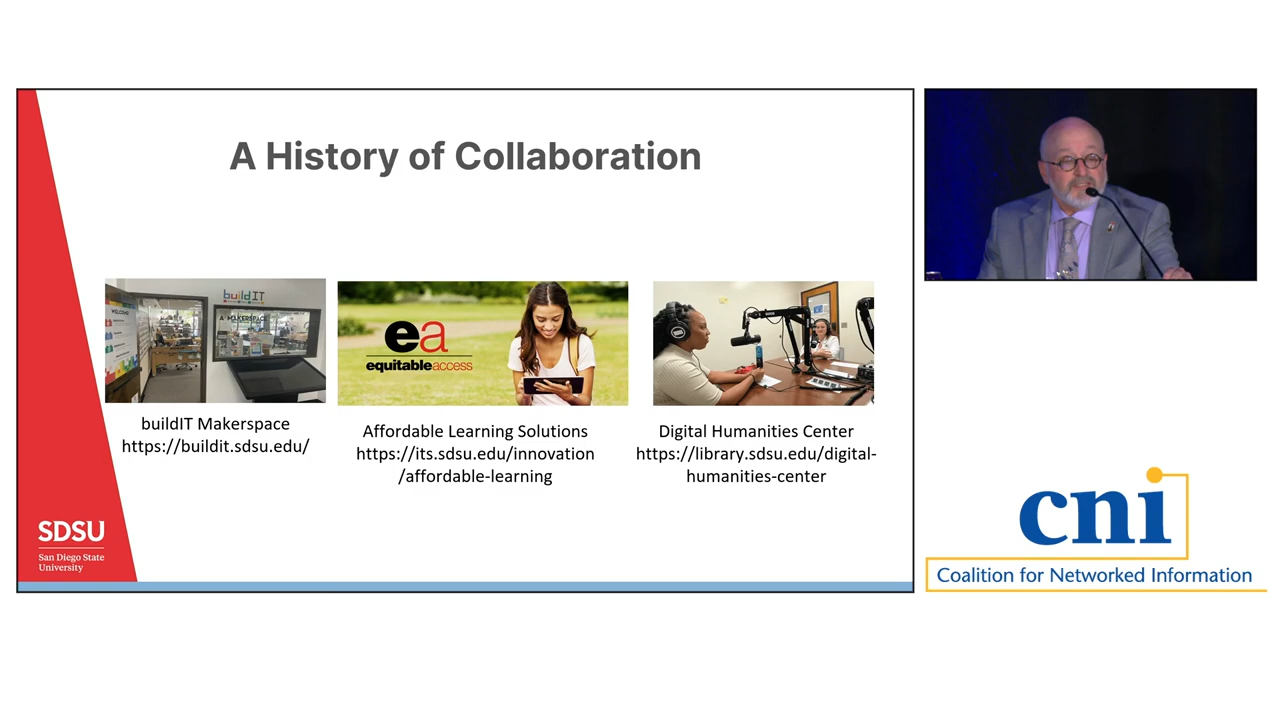 A History of Collaboration
buildIT
WELCOME
A MAKERSPACE
ea
equitableaccess
buildIT Makerspace
https://buildit.sdsu.edu/
Affordable Learning Solutions
https://its.sdsu.edu/innovation
/affordable-learning
Digital Humanities Center
https://library.sdsu.edu/digital-
humanities-center
SDSU
San Diego State
University
cni
Coalition for Networked Information